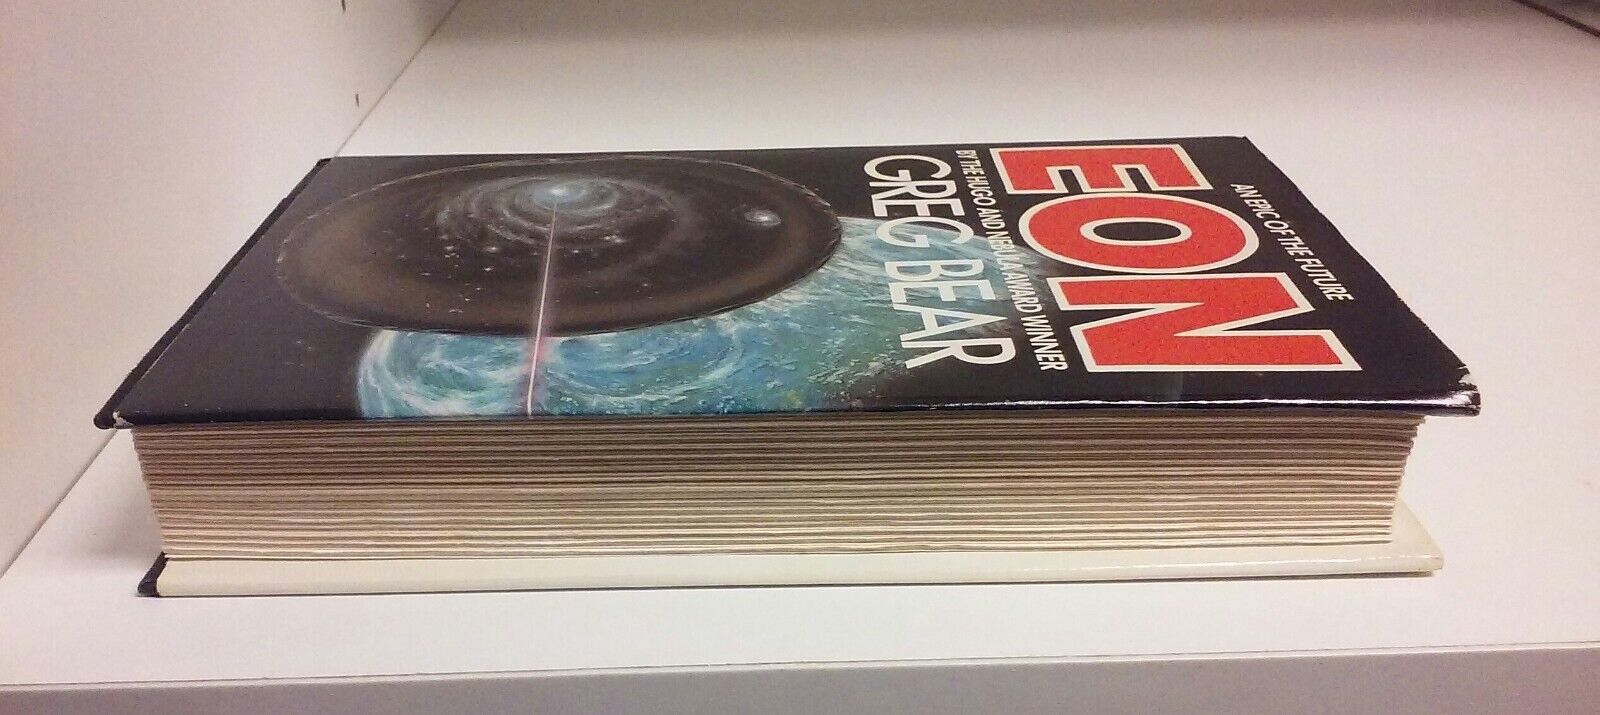 AN EPIC OF THE FUTURE
EON
BY THE HUGO AND NEBULA AWARD WINNER
GREG BEAR